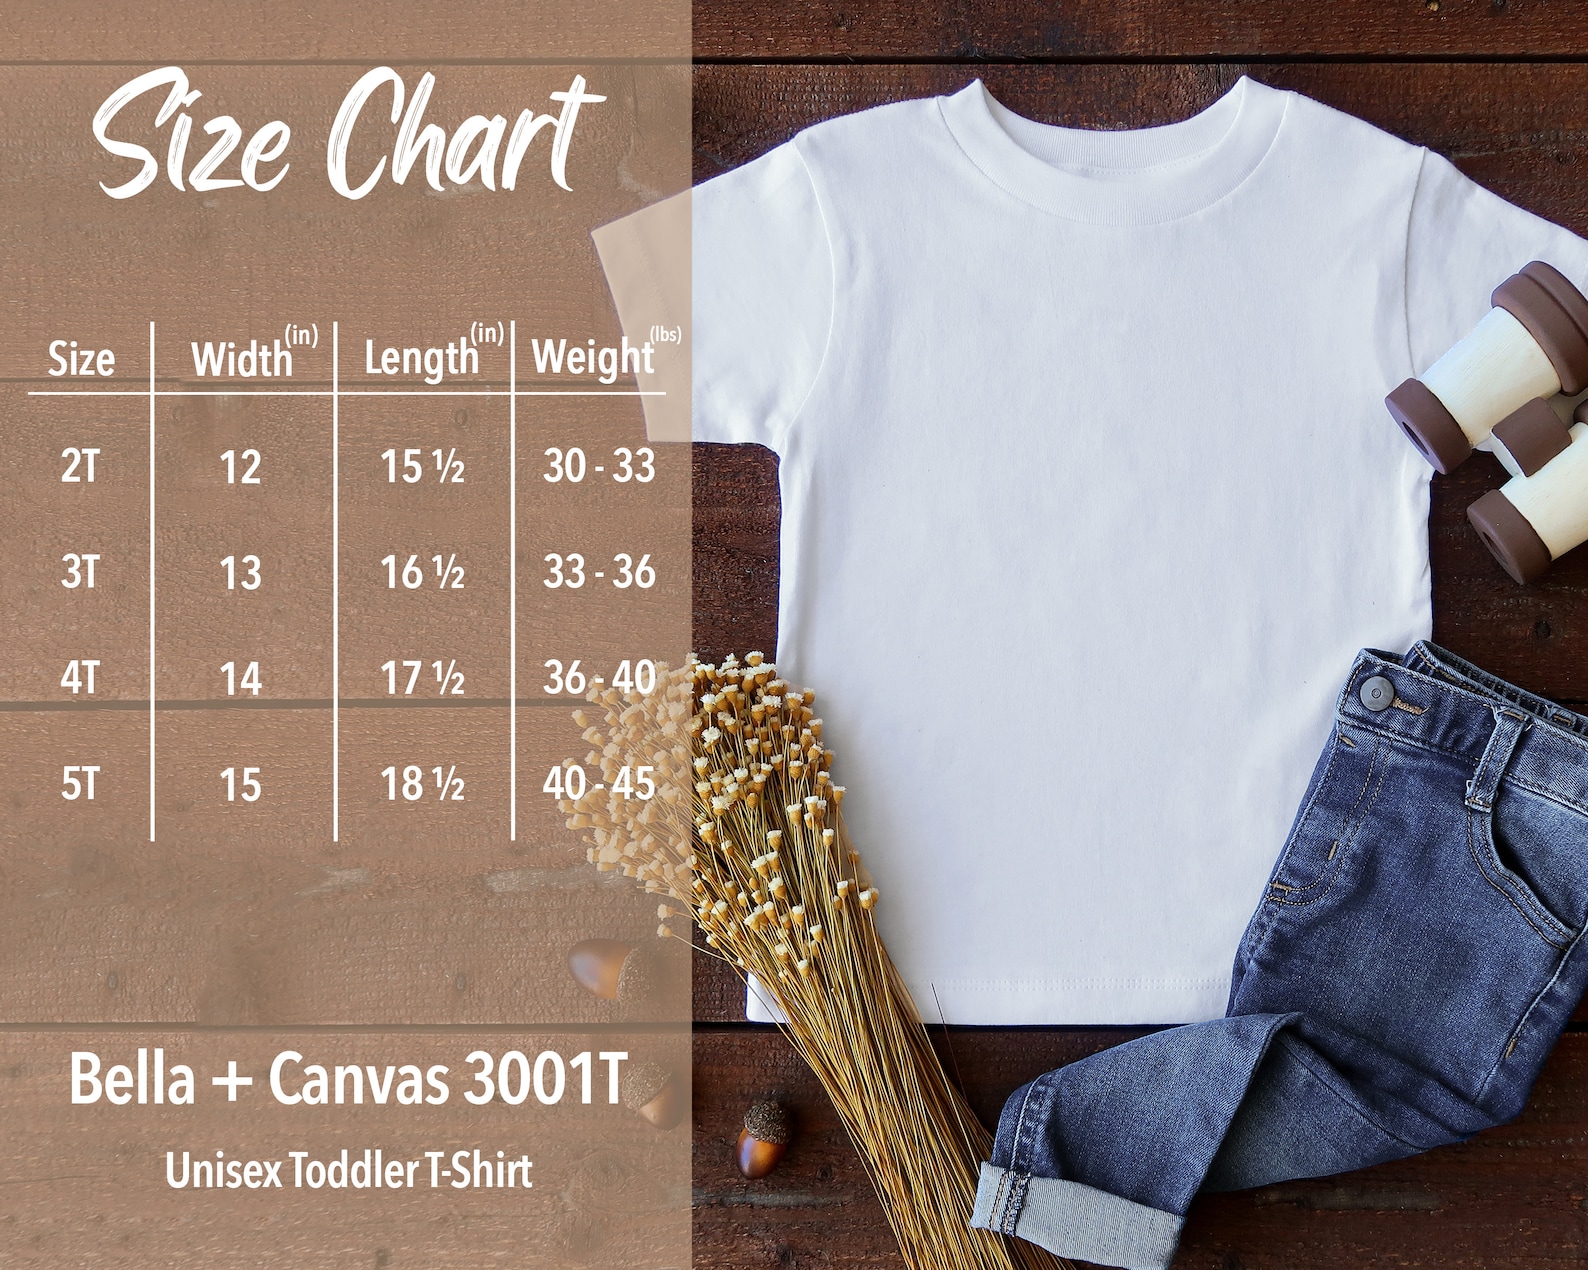 Size Chart
Size Width (in) Length (in) Weight (lbs)
2T 12 15 ½ 30 - 33
3T 13 16 ½ 33 - 36
4T 14 17 ½ 36 - 40
5T 15 18 ½ 40 - 45
Bella + Canvas 3001T
Unisex Toddler T-Shirt